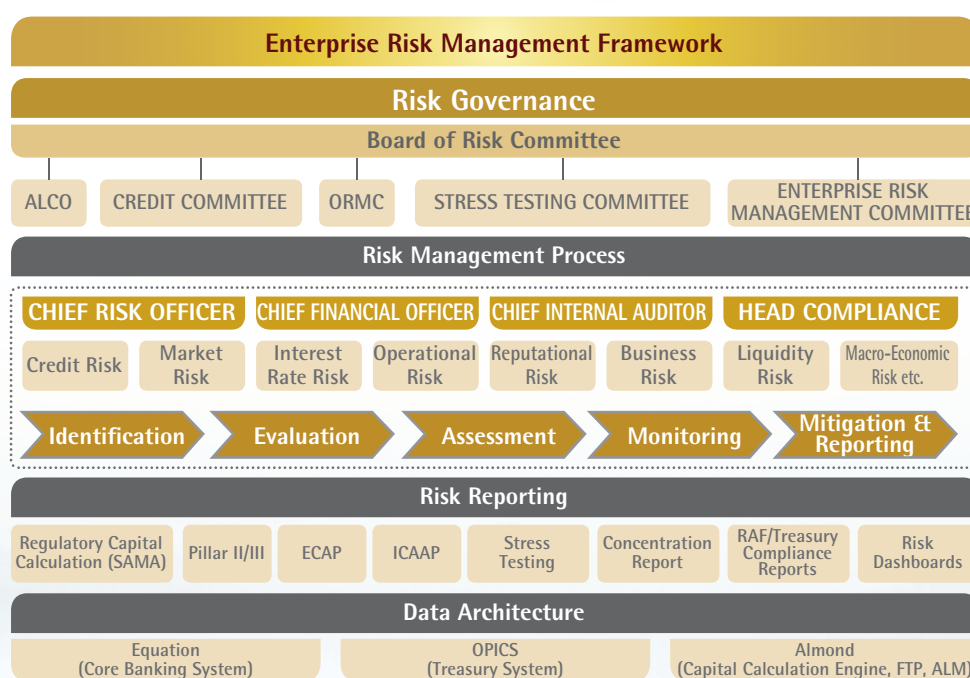 Enterprise Risk Management Framework
Risk Governance
Board of Risk Committee
ALCO
CREDIT COMMITTEE
ORMC
STRESS TESTING COMMITTEE
ENTERPRISE RISK
MANAGEMENT COMMITTEE
Risk Management Process
CHIEF RISK OFFICER
CHIEF FINANCIAL OFFICER
CHIEF INTERNAL AUDITOR
HEAD COMPLIANCE
Credit Risk
Market
Risk
Interest
Rate Risk
Operational
Risk
Reputational
Risk
Business
Risk
Liquidity
Risk
Macro-Economic
Risk etc.
Identification
Evaluation
Assessment
Monitoring
Mitigation &
Reporting
Risk Reporting
Regulatory Capital
Calculation (SAMA)
Pillar II/III
ECAP
ICAAP
Stress
Testing
Concentration
Report
RAF/Treasury
Compliance
Reports
Risk
Dashboards
Data Architecture
Equation
(Core Banking System)
OPICS
(Treasury System)
Almond
(Capital Calculation Engine, FTP, ALM)